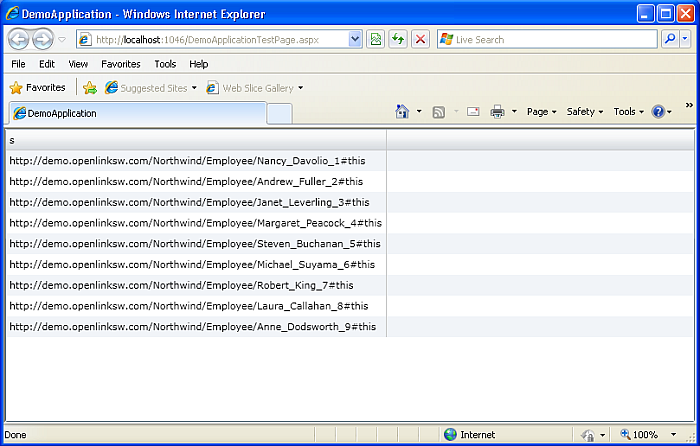 DemoApplication - Windows Internet Explorer
http://localhost:1046/DemoApplicationTestPage.aspx
Live Search
File Edit View Favorites Tools Help
Favorites Suggested Sites Web Slice Gallery
DemoApplication Page Safety Tools
s
http://demo.openlinksw.com/Northwind/Employee/Nancy_Davolio_1#this
http://demo.openlinksw.com/Northwind/Employee/Andrew_Fuller_2#this
http://demo.openlinksw.com/Northwind/Employee/Janet_Leverling_3#this
http://demo.openlinksw.com/Northwind/Employee/Margaret_Peacock_4#this
http://demo.openlinksw.com/Northwind/Employee/Steven_Buchanan_5#this
http://demo.openlinksw.com/Northwind/Employee/Michael_Suyama_6#this
http://demo.openlinksw.com/Northwind/Employee/Robert_King_7#this
http://demo.openlinksw.com/Northwind/Employee/Laura_Callahan_8#this
http://demo.openlinksw.com/Northwind/Employee/Anne_Dodsworth_9#this
Done Internet 100%